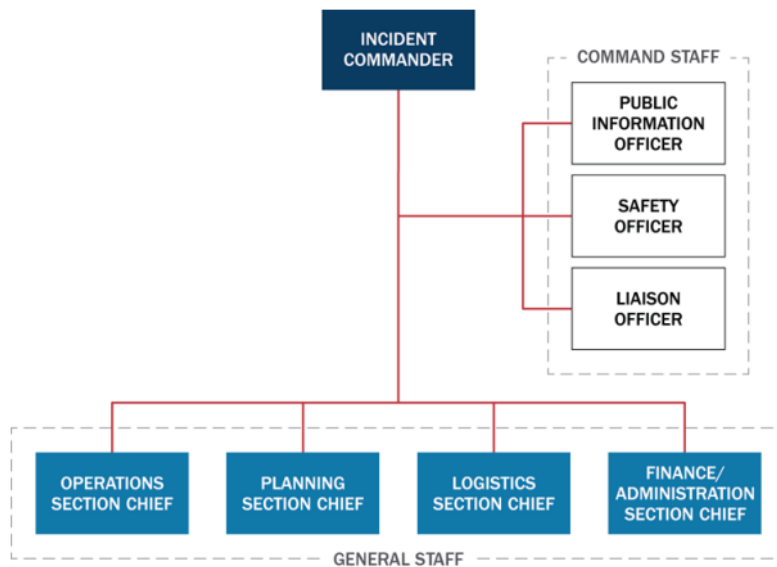 INCIDENT
COMMANDER
COMMAND STAFF
PUBLIC
INFORMATION
OFFICER
SAFETY
OFFICER
LIAISON
OFFICER
OPERATIONS
SECTION CHIEF
PLANNING
SECTION CHIEF
LOGISTICS
SECTION CHIEF
FINANCE/
ADMINISTRATION
SECTION CHIEF
GENERAL STAFF